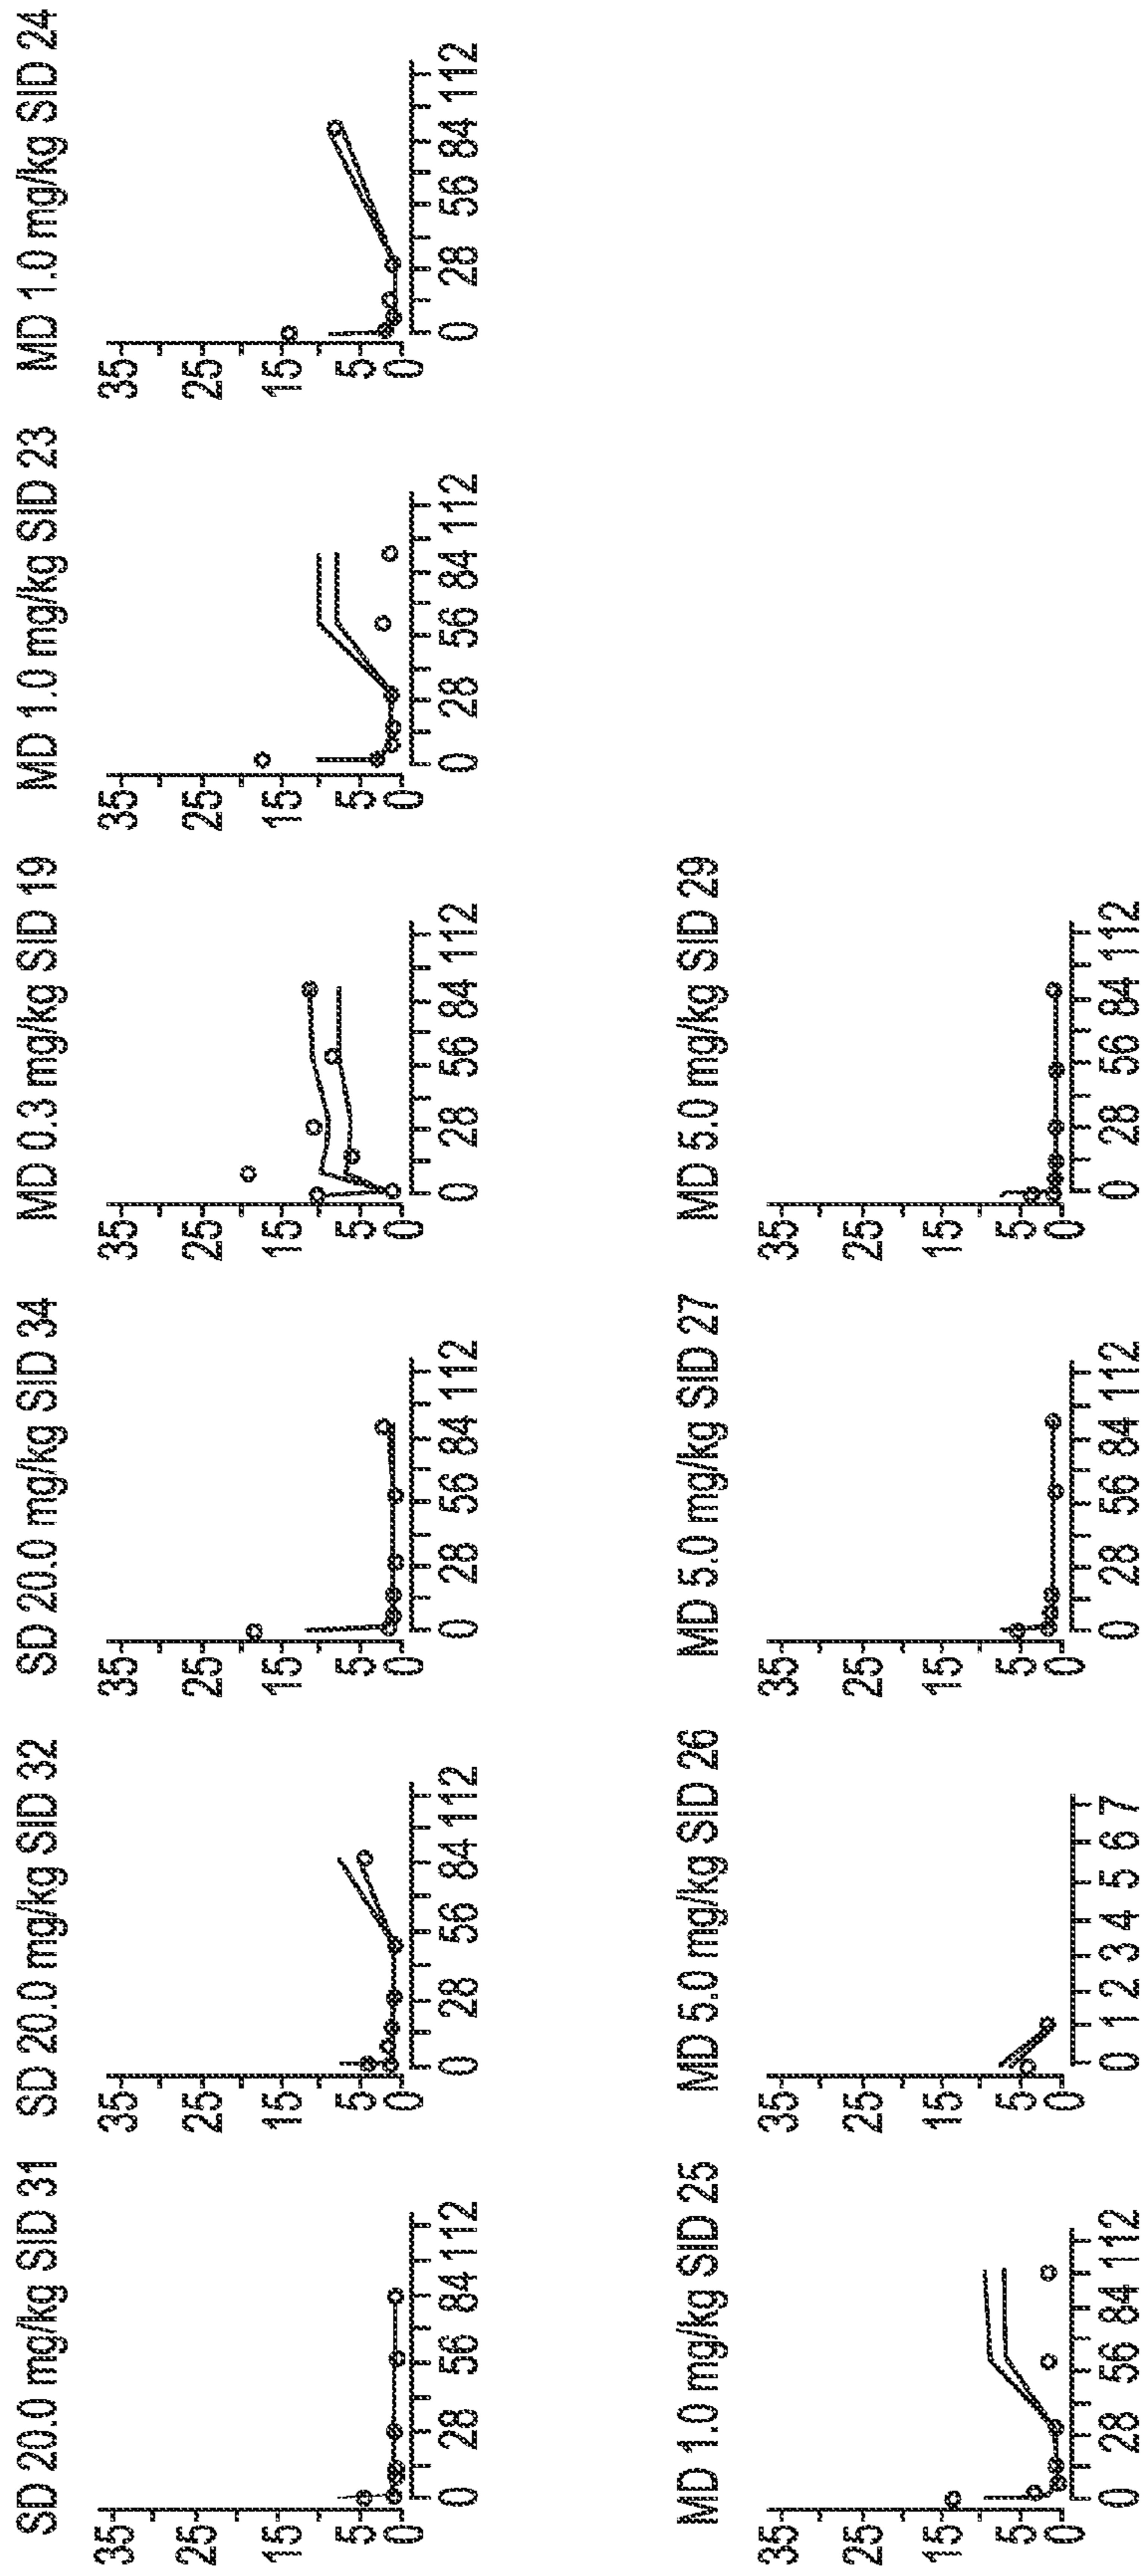 SD 20.0 mg/kg SID 31
35
25
15
5
0
0 28 56 84 112
SD 20.0 mg/kg SID 32
35
25
15
5
0
0 28 56 84 112
SD 20.0 mg/kg SID 34
35
25
15
5
0
0 28 56 84 112
MD 0.3 mg/kg SID 19
35
25
15
5
0
0 28 56 84 112
MD 1.0 mg/kg SID 23
35
25
15
5
0
0 28 56 84 112
MD 1.0 mg/kg SID 24
35
25
15
5
0
0 28 56 84 112
MD 1.0 mg/kg SID 25
35
25
15
5
0
0 28 56 84 112
MD 5.0 mg/kg SID 26
35
25
15
5
0
0 1 2 3 4 5 6 7
MD 5.0 mg/kg SID 27
35
25
15
5
0
0 28 56 84 112
MD 5.0 mg/kg SID 29
35
25
15
5
0
0 28 56 84 112